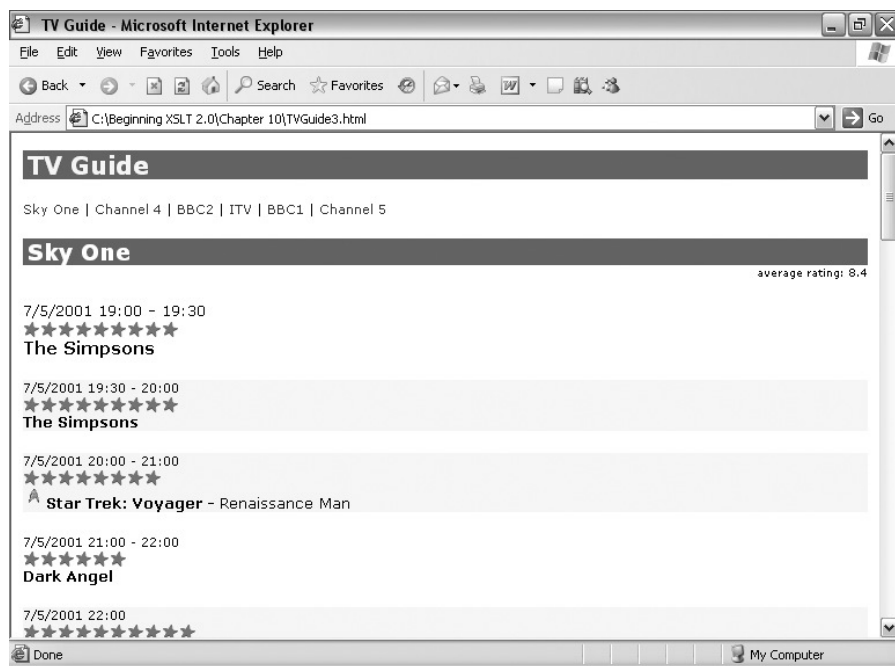 TV Guide - Microsoft Internet Explorer
File Edit View Favorites Tools Help
Back Search Favorites
Address C:\Beginning XSLT 2.0\Chapter 10\TVGuide3.html Go
TV Guide
Sky One | Channel 4 | BBC2 | ITV | BBC1 | Channel 5
Sky One
average rating: 8.4
7/5/2001 19:00 - 19:30
The Simpsons
7/5/2001 19:30 - 20:00
The Simpsons
7/5/2001 20:00 - 21:00
Star Trek: Voyager - Renaissance Man
7/5/2001 21:00 - 22:00
Dark Angel
7/5/2001 22:00
Done My Computer